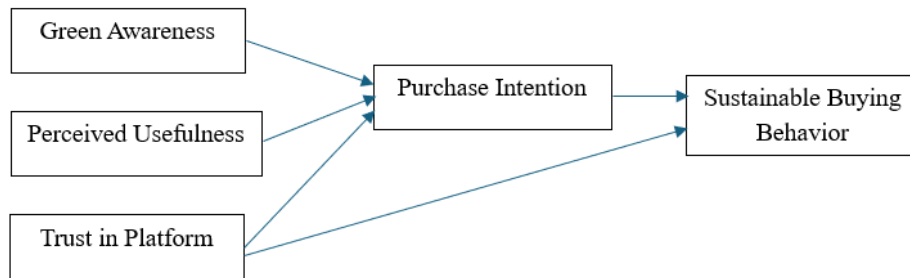 Green Awareness
Purchase Intention
Sustainable Buying
Behavior
Perceived Usefulness
Trust in Platform